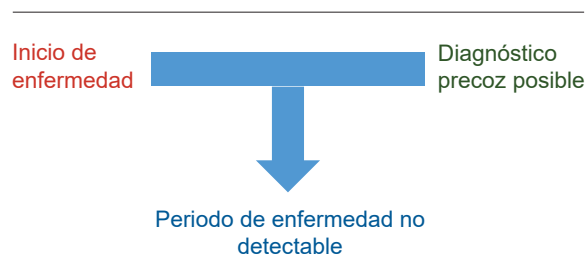 Inicio de
enfermedad
Diagnóstico
precoz posible
Periodo de enfermedad no
detectable